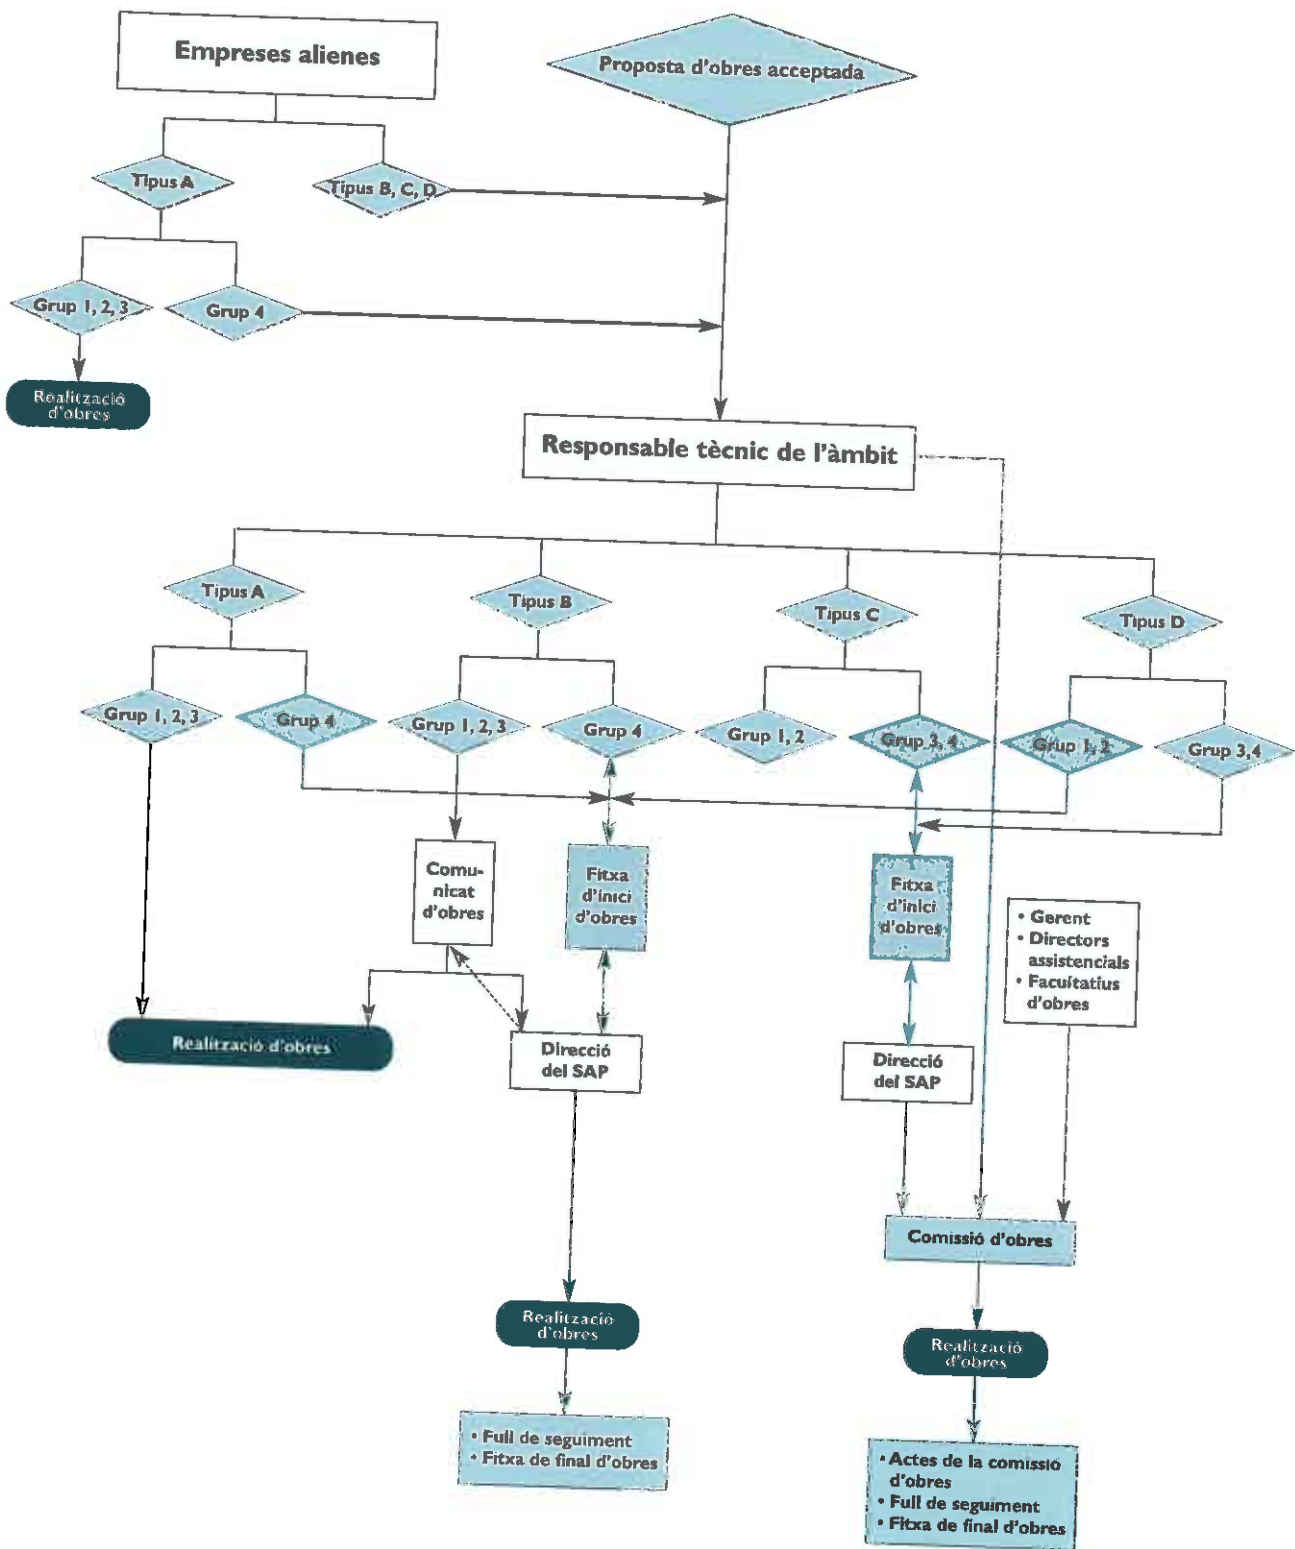 Empreses alienes
Proposta d'obres acceptada
Tipus A
Tipus B, C, D
Grup 1, 2, 3
Grup 4
Realització
d'obres
Responsable tècnic de l'àmbit
Tipus A
Tipus B
Tipus C
Tipus D
Grup 1, 2, 3
Grup 4
Grup 1, 2, 3
Grup 4
Grup 1, 2
Grup 3, 4
Grup 1, 2
Grup 3,4
Comu-
nicat
d'obres
Fitxa
d'inici
d'obres
Fitxa
d'inici
d'obres
• Gerent
• Directors
assistencials
• Facultatius
d'obres
Realització d'obres
Direcció
del SAP
Direcció
del SAP
Comissió d'obres
Realització
d'obres
Realització
d'obres
• Full de seguiment
• Fitxa de final d'obres
• Actes de la comissió
d'obres
• Full de seguiment
• Fitxa de final d'obres